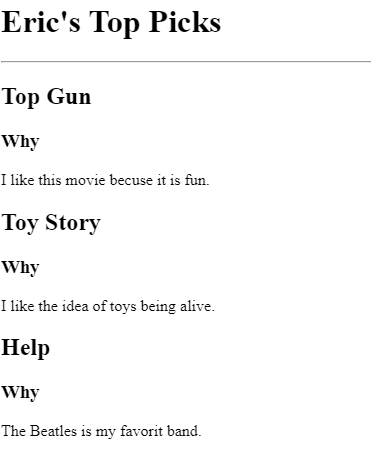 Eric's Top Picks
Top Gun
Why
I like this movie becuse it is fun.
Toy Story
Why
I like the idea of toys being alive.
Help
Why
The Beatles is my favorit band.